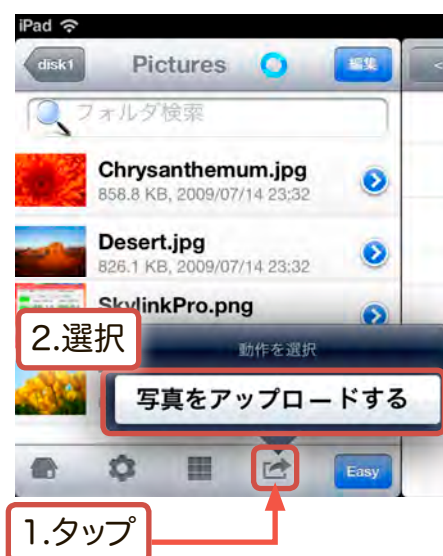 iPad
disk1
Pictures
編集
フォルダ検索
Chrysanthemum.jpg
858.8 KB, 2009/07/14 23:32
Desert.jpg
826.1 KB, 2009/07/14 23:32
SkylinkPro.png
2.選択
動作を選択
写真をアップロードする
Easy
1.タップ